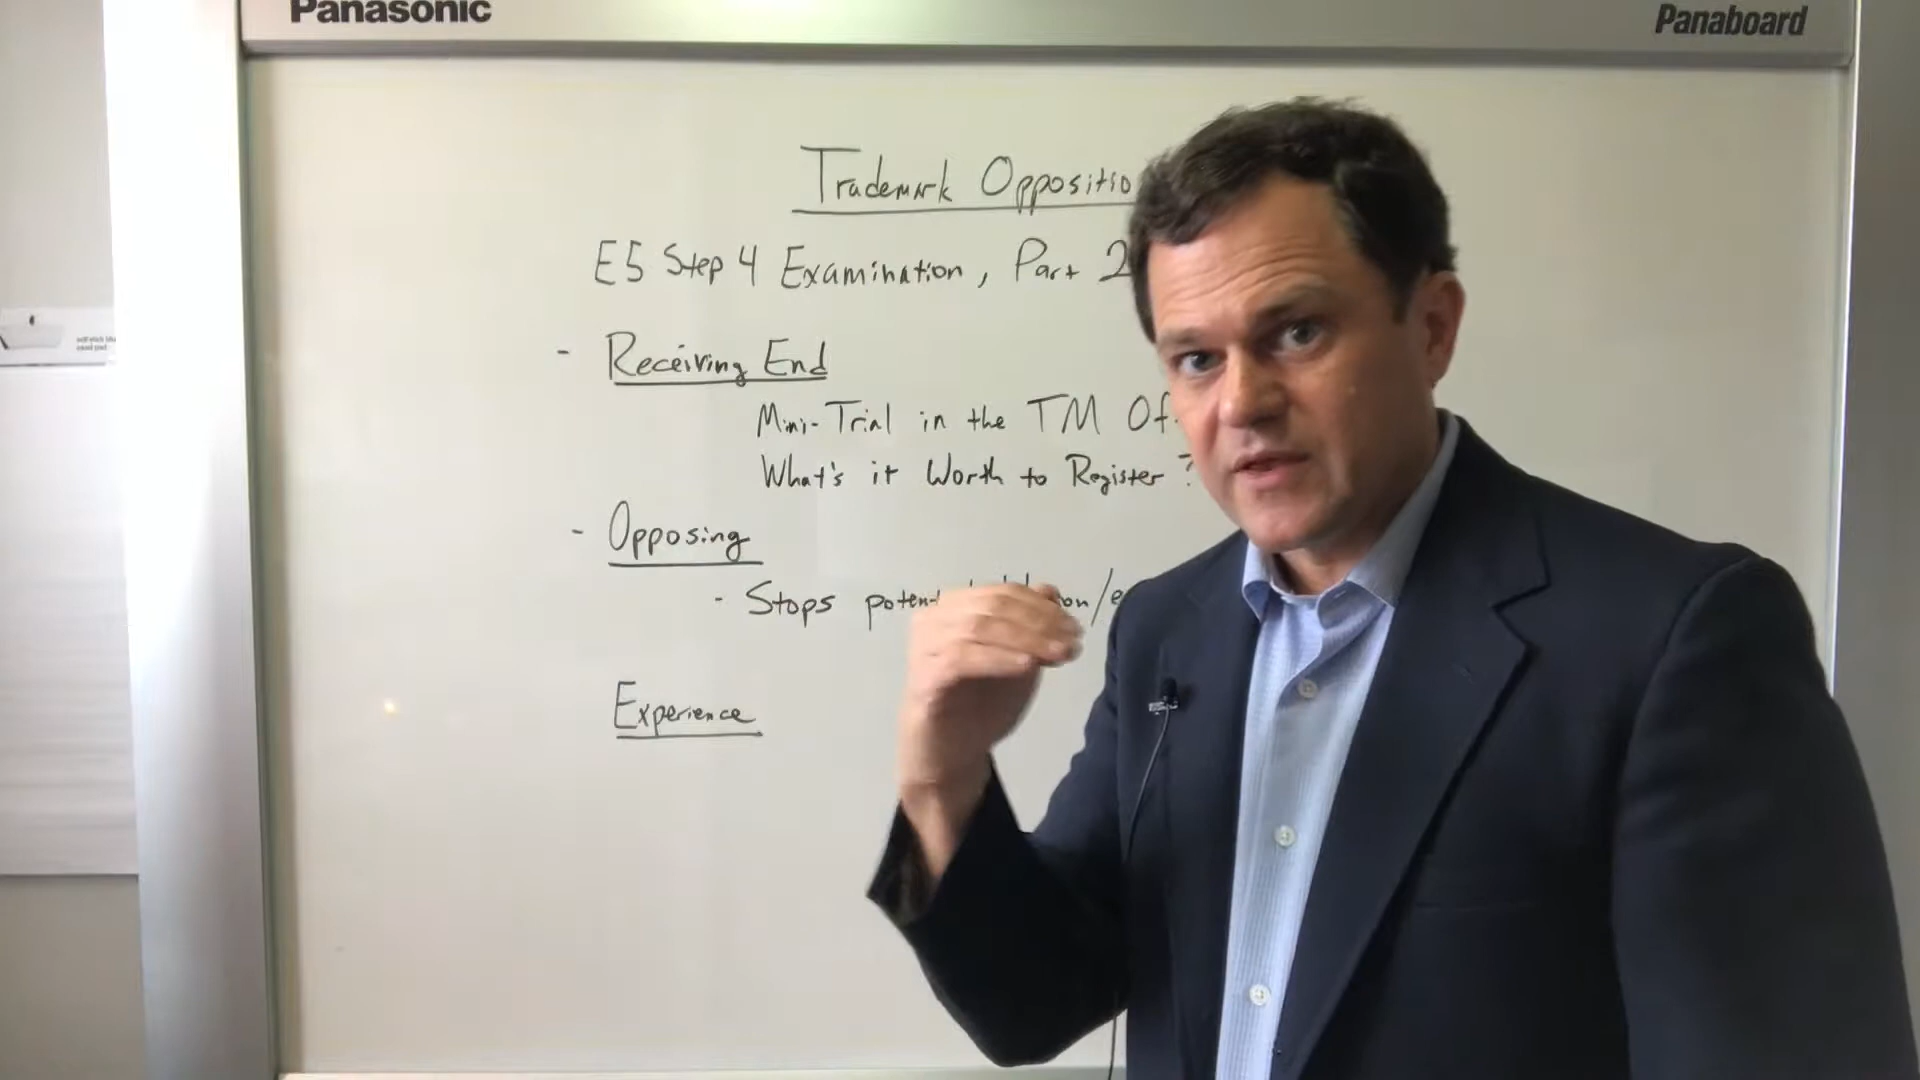 Panasonic
Panaboard
Trademark Oppositio
E5 Step 4 Examination, Part 2
- Receiving End
Mini-Trial in the TM Of
What's it Worth to Register?
- Opposing
- Stops
Experience